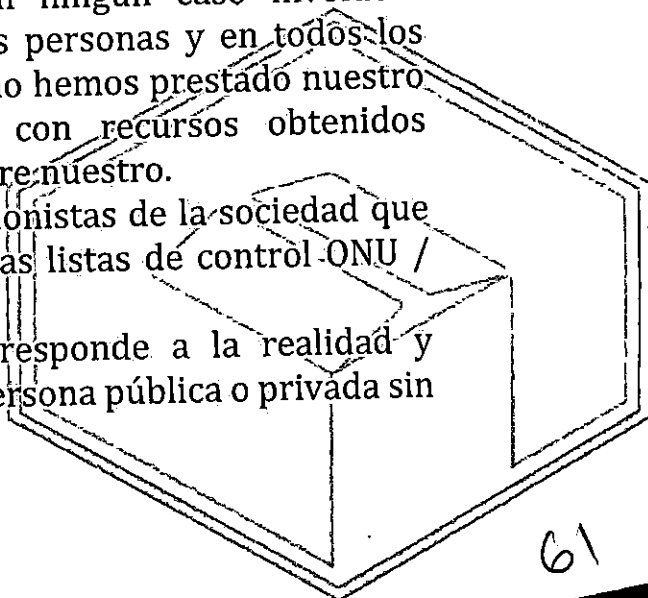 ningún caso
s personas y en todos los
o hemos prestado nuestro
con recursos obtenidos
re nuestro.
onistas de la sociedad que
as listas de control ONU /
responde a la realidad y
ersona pública o privada sin
61